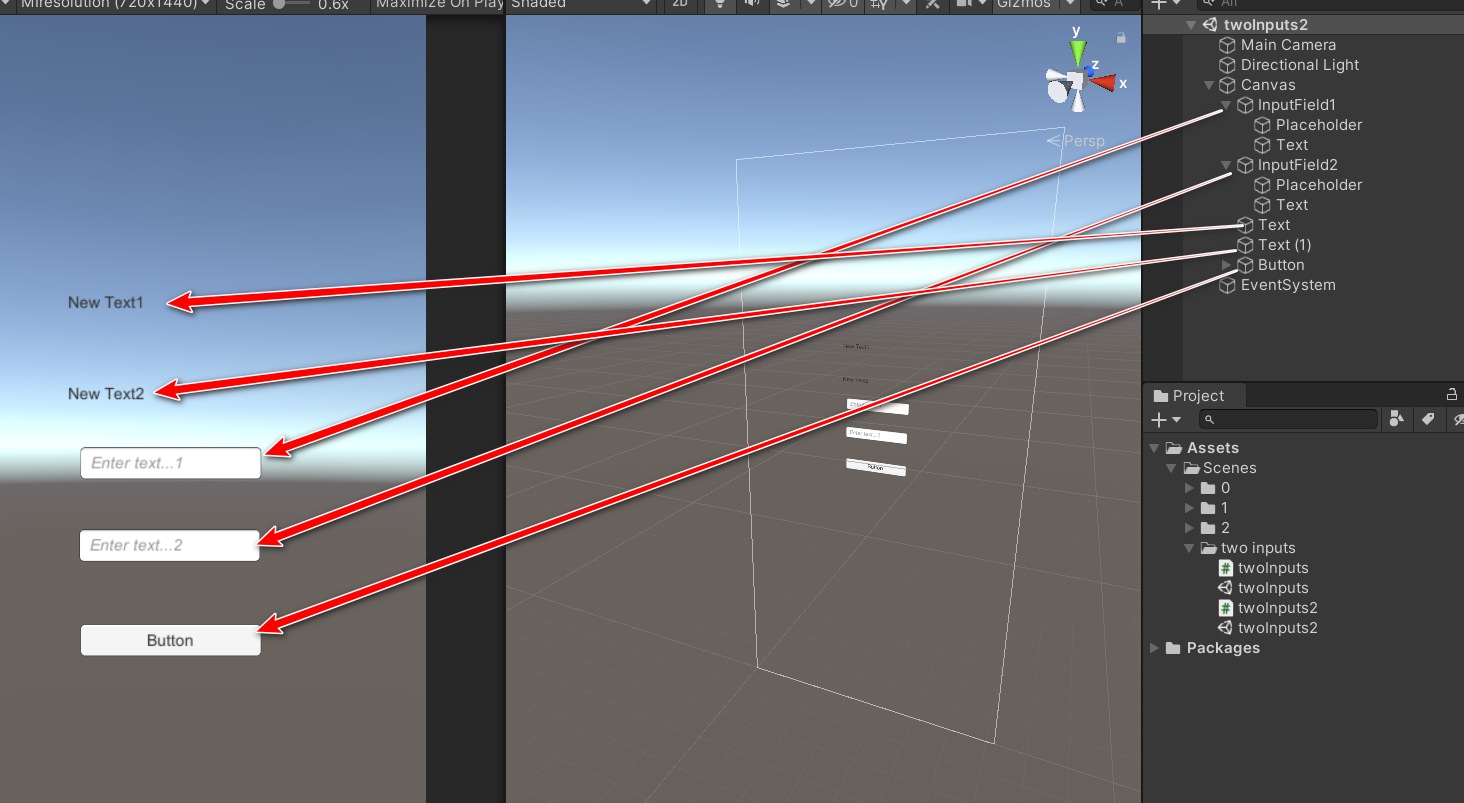 Miresolution (720x1440)
Scale
0.6x
Maximize On Play
Shaded
2D
0
Gizmos
All
New Text1
New Text2
Enter text...1
Enter text...2
Button
y
z
x
Persp
New Text1
New Text2
Button
twoInputs2
Main Camera
Directional Light
Canvas
InputField1
Placeholder
Text
InputField2
Placeholder
Text
Text
Text (1)
Button
EventSystem
Project
Assets
Scenes
0
1
2
two inputs
twoInputs
twoInputs
twoInputs2
twoInputs2
Packages